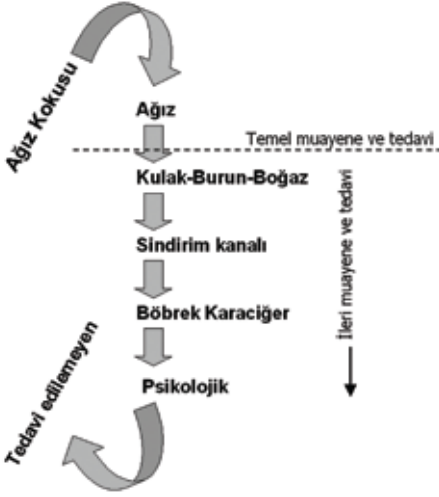 Ağız Kokusu
Ağız
Temel muayene ve tedavi
Kulak-Burun-Boğaz
Sindirim kanalı
Böbrek Karaciğer
Psikolojik
İleri muayene ve tedavi
Tedavi edilemeyen